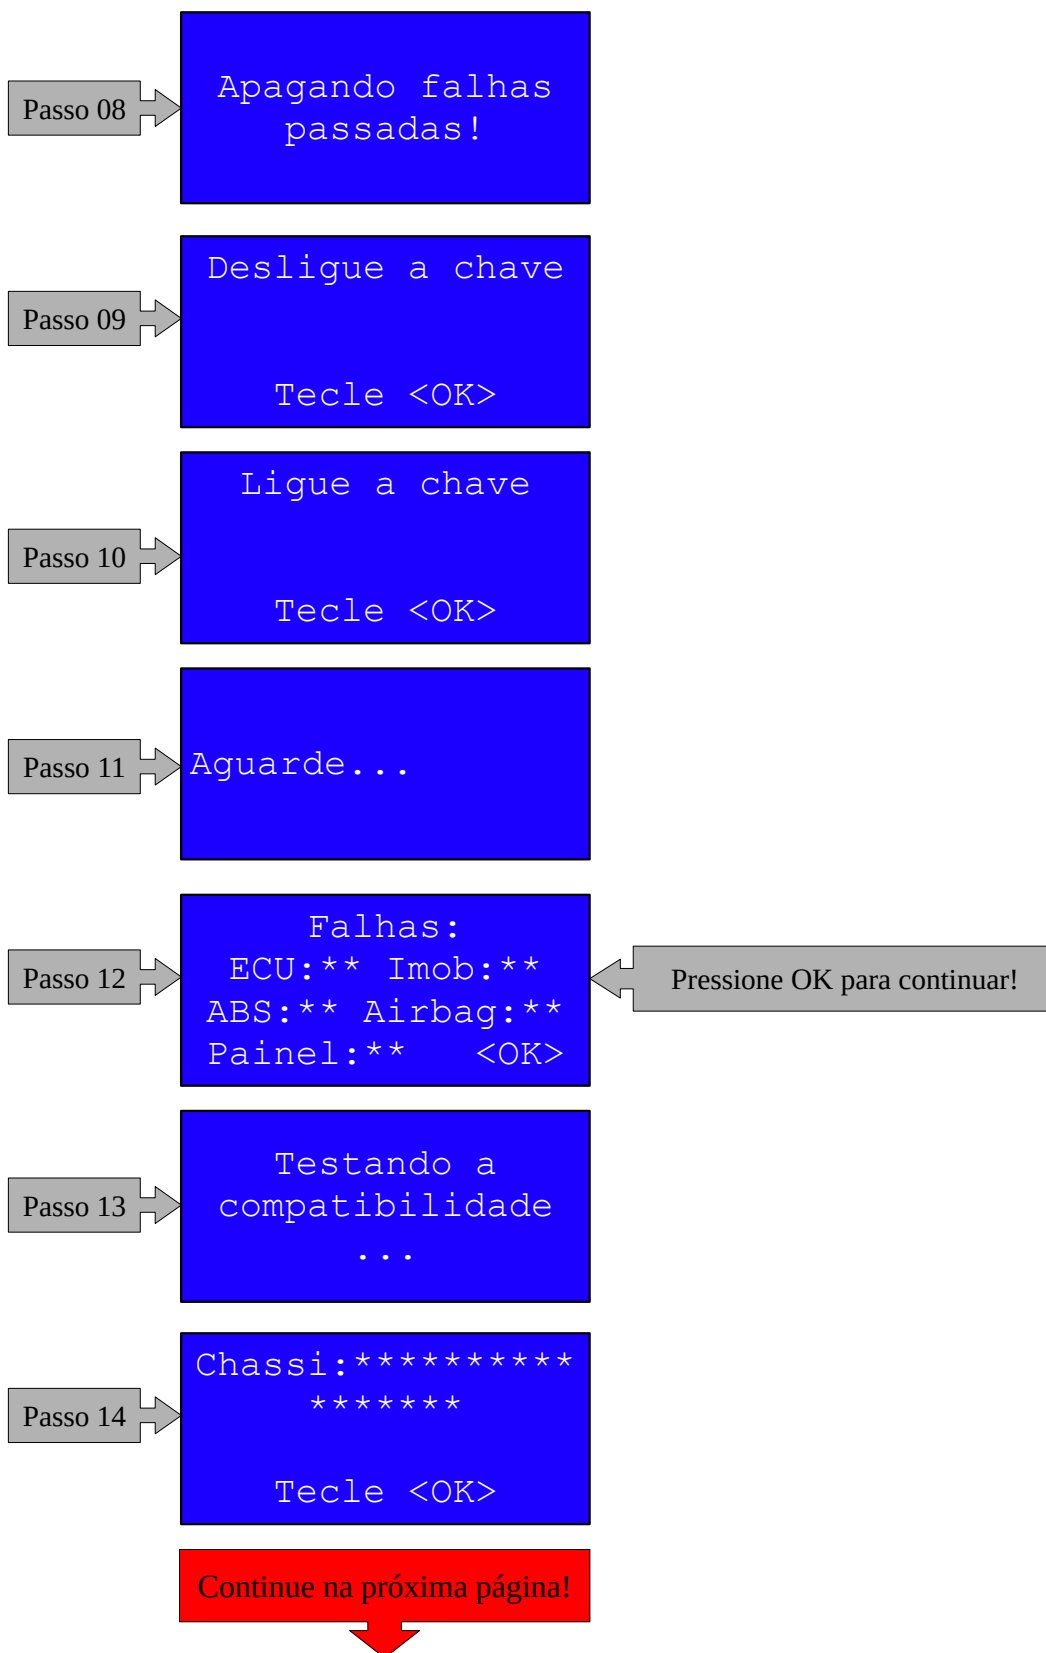 Passo 08
Apagando falhas
passadas!
Passo 09
Desligue a chave
Tecle <OK>
Passo 10
Ligue a chave
Tecle <OK>
Passo 11
Aguarde...
Passo 12
Falhas:
ECU:** Imob:**
ABS:** Airbag:**
Painel:** <OK>
Pressione OK para continuar!
Passo 13
Testando a
compatibilidade
...
Passo 14
Chassi:**********
*******
Tecle <OK>
Continue na próxima página!